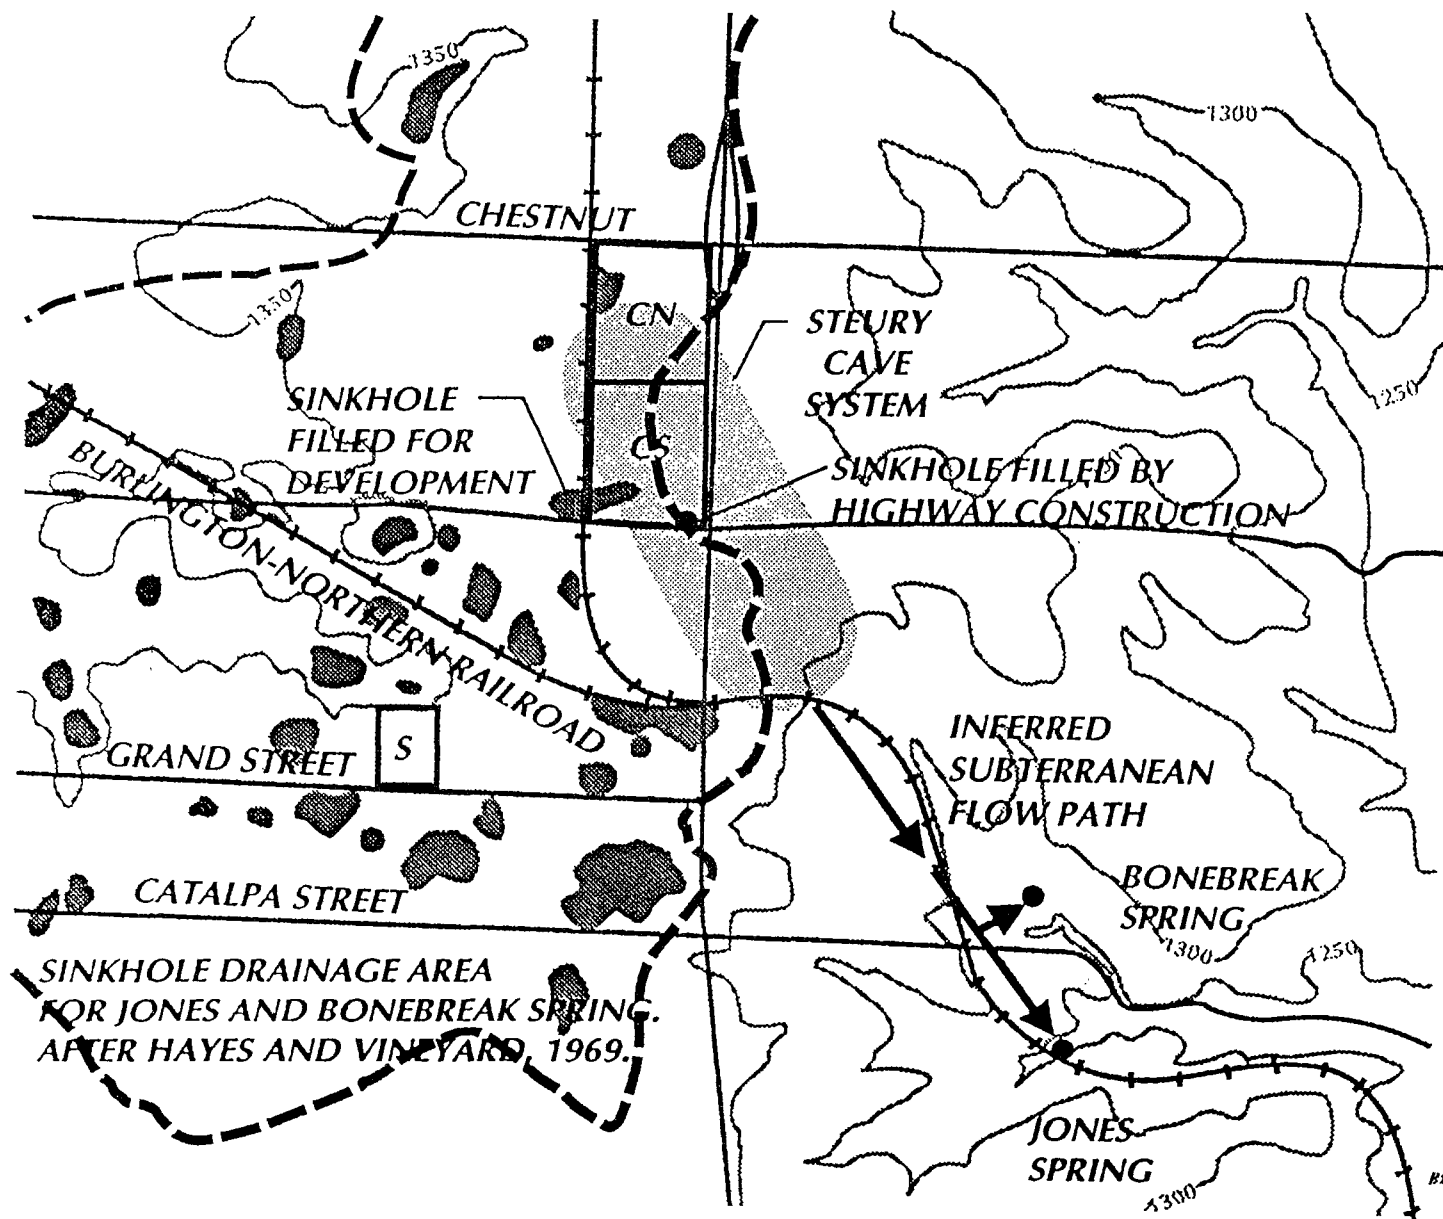 1350
1300
CHESTNUT
1350
CN
STEURY
CAVE
SYSTEM
1250
SINKHOLE
FILLED FOR
DEVELOPMENT
CS
SINKHOLE FILLED BY
HIGHWAY CONSTRUCTION
BURLINGTON-NORTHERN RAILROAD
INFERRED
SUBTERRANEAN
FLOW PATH
GRAND STREET
S
BONEBREAK
SPRING
CATALPA STREET
1300
1250
SINKHOLE DRAINAGE AREA
FOR JONES AND BONEBREAK SPRING.
AFTER HAYES AND VINEYARD, 1969.
JONES
SPRING
1300